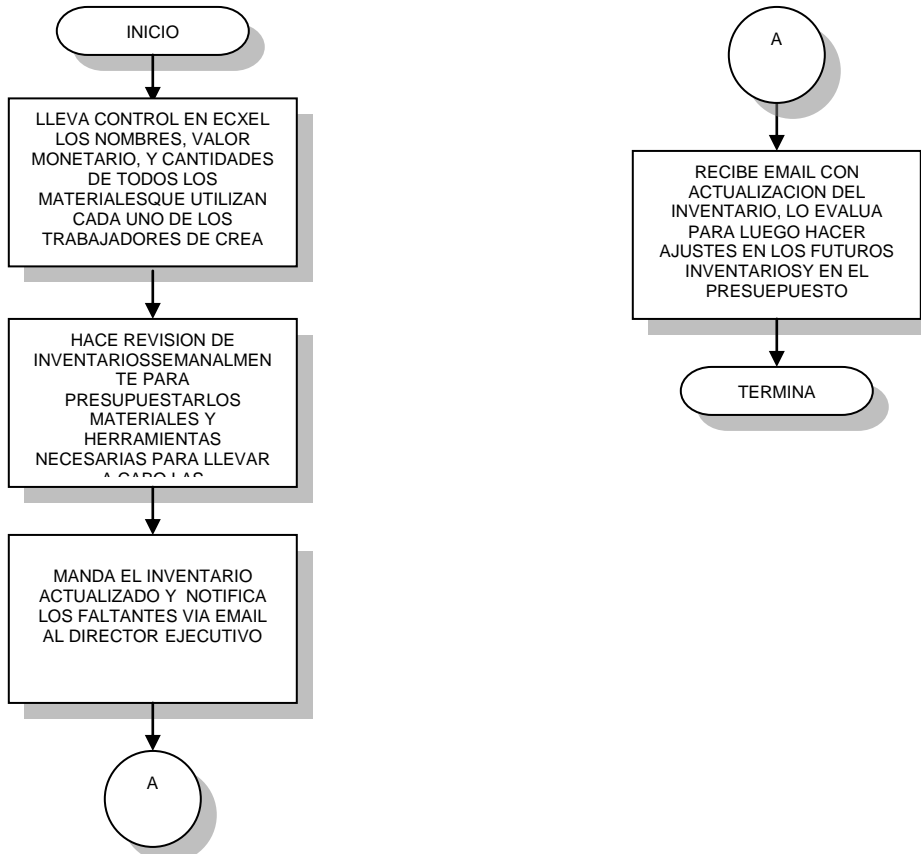 INICIO
LLEVA CONTROL EN ECXEL
LOS NOMBRES, VALOR
MONETARIO, Y CANTIDADES
DE TODOS LOS
MATERIALESQUE UTILIZAN
CADA UNO DE LOS
TRABAJADORES DE CREA
HACE REVISION DE
INVENTARIOSSEMANALMEN
TE PARA
PRESUPUESTARLOS
MATERIALES Y
HERRAMIENTAS
NECESARIAS PARA LLEVAR
A CABO LAS
MANDA EL INVENTARIO
ACTUALIZADO Y NOTIFICA
LOS FALTANTES VIA EMAIL
AL DIRECTOR EJECUTIVO
A
A
RECIBE EMAIL CON
ACTUALIZACION DEL
INVENTARIO, LO EVALUA
PARA LUEGO HACER
AJUSTES EN LOS FUTUROS
INVENTARIOSY EN EL
PRESUEPUESTO
TERMINA